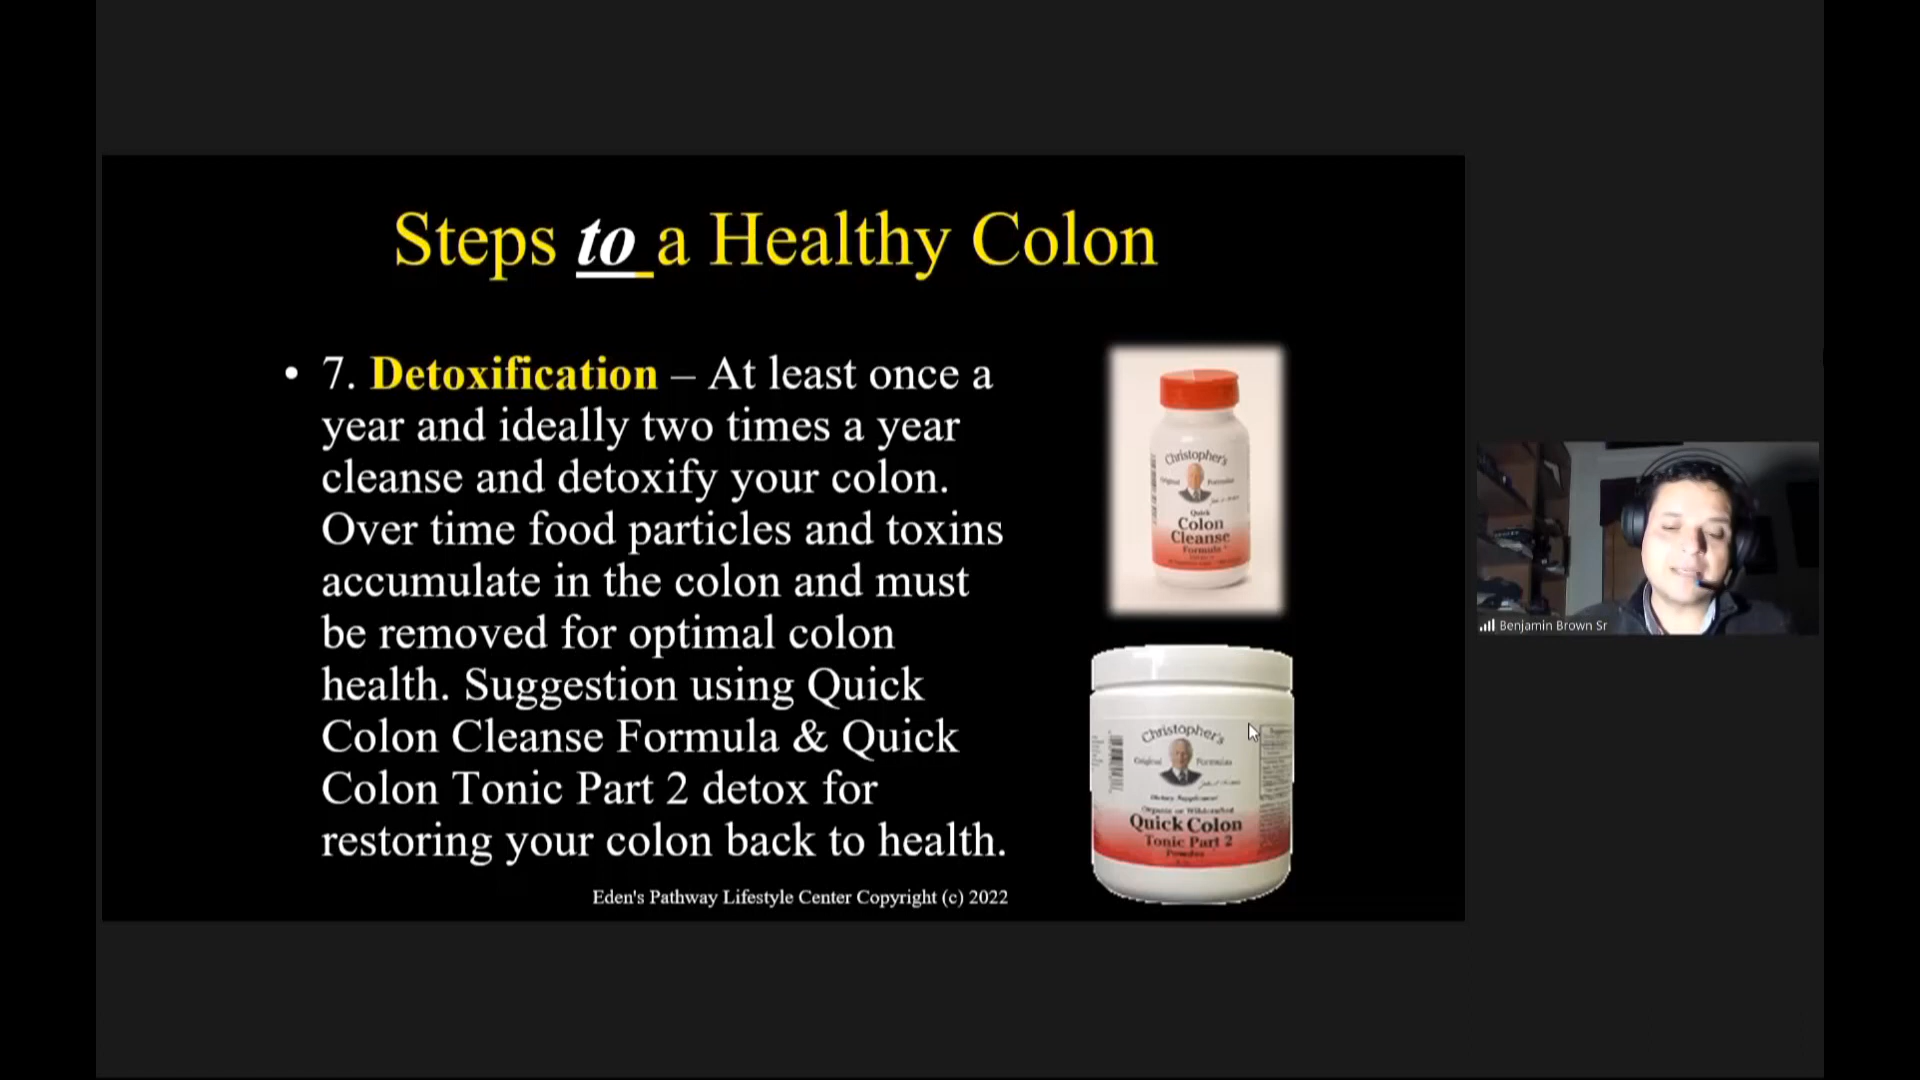 Steps to a Healthy Colon
• 7. Detoxification – At least once a
year and ideally two times a year
cleanse and detoxify your colon.
Over time food particles and toxins
accumulate in the colon and must
be removed for optimal colon
health. Suggestion using Quick
Colon Cleanse Formula & Quick
Colon Tonic Part 2 detox for
restoring your colon back to health.
Eden's Pathway Lifestyle Center Copyright (c) 2022
Christopher's
Original Formulas
Quick
Colon
Cleanse
Formula
Christopher's
Original Formulas
Dietary Supplement
Organic or Wildcrafted
Quick Colon
Tonic Part 2
Powder
Benjamin Brown Sr